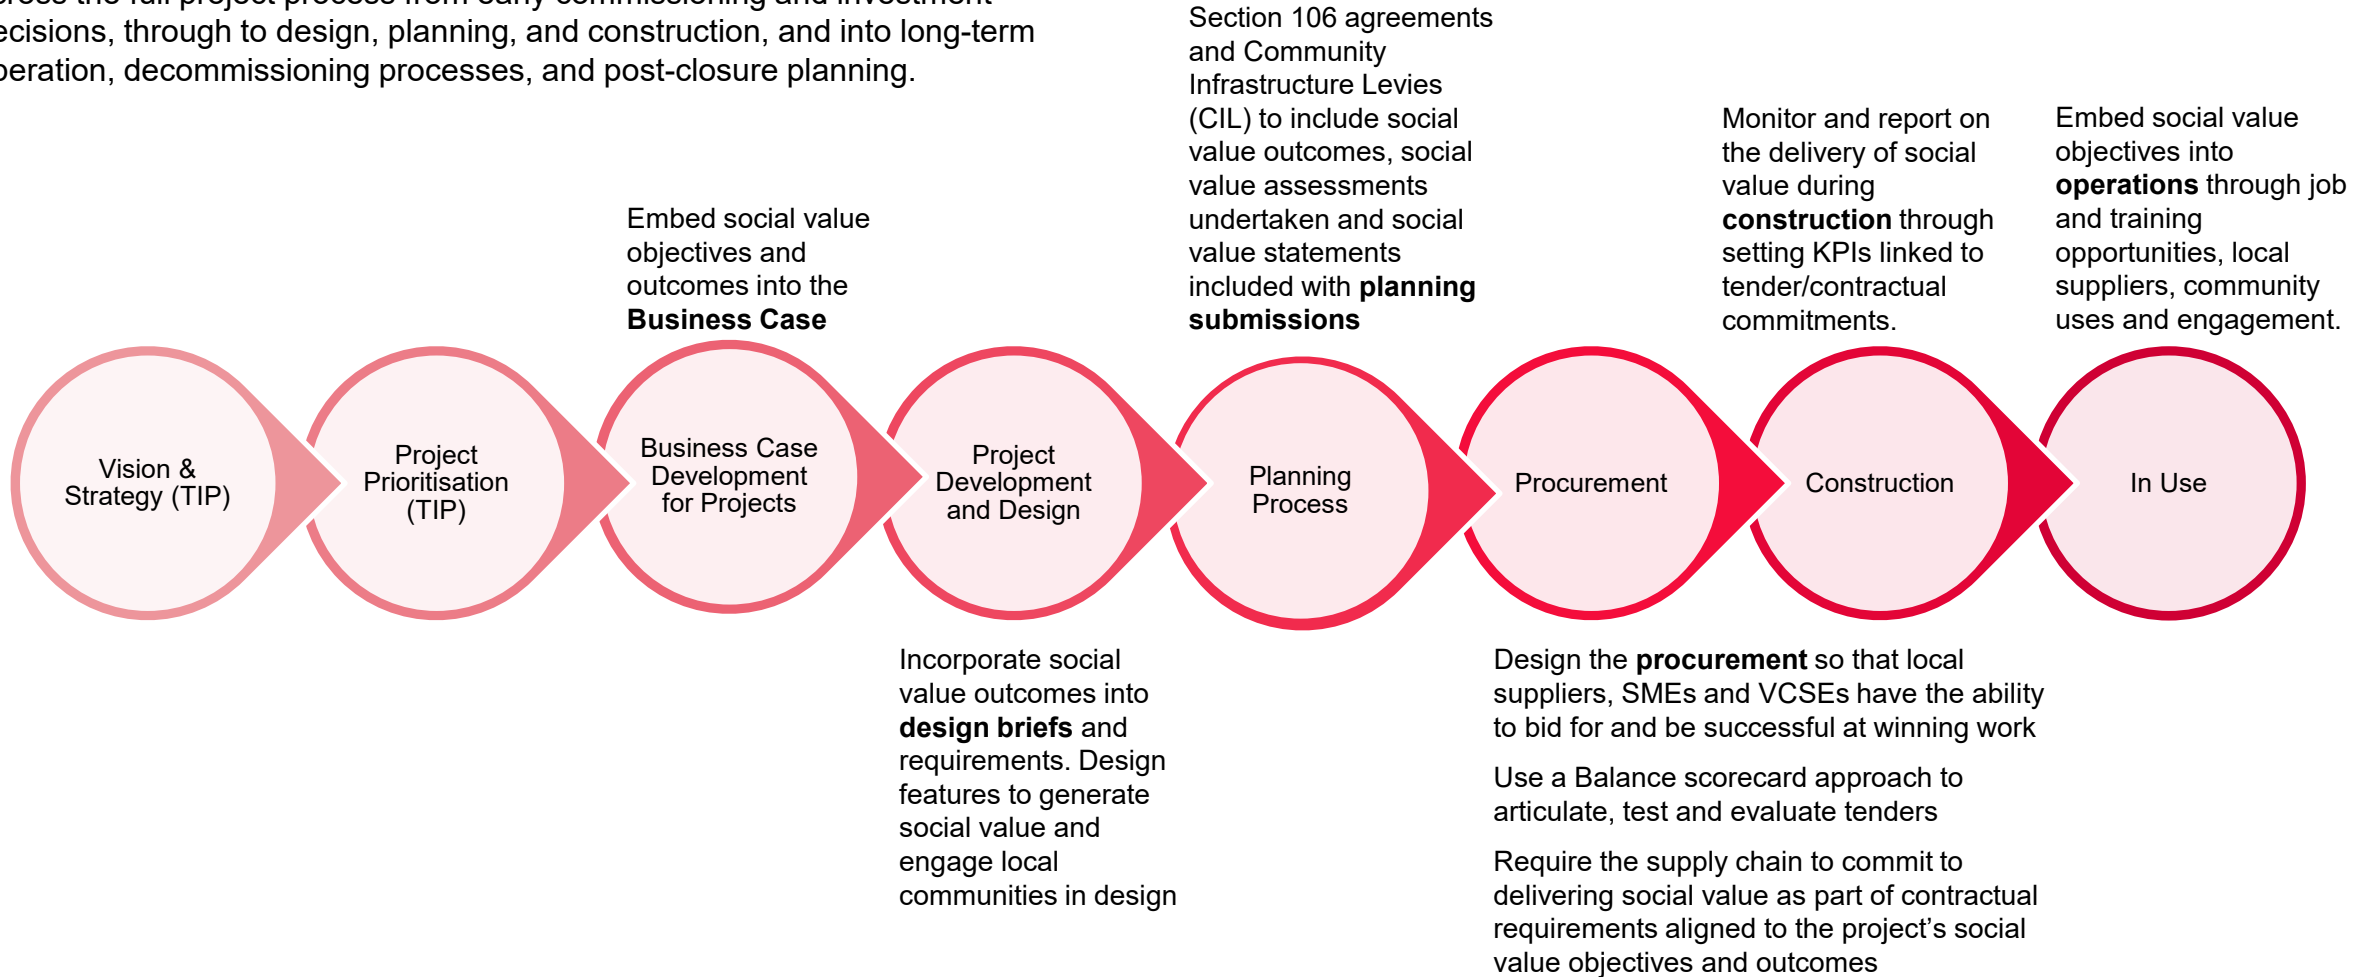 decisions, through to design, planning, and construction, and into long-term
operation, decommissioning processes, and post-closure planning.
Section 106 agreements
and Community
Infrastructure Levies
(CIL) to include social
value outcomes, social
value assessments
undertaken and social
value statements
included with planning
submissions
Monitor and report on
the delivery of social
value during
construction through
setting KPIs linked to
tender/contractual
commitments.
Embed social value
objectives into
operations through job
and training
opportunities, local
suppliers, community
uses and engagement.
Embed social value
objectives and
outcomes into the
Business Case
Vision &
Strategy (TIP)
Project
Prioritisation
(TIP)
Business Case
Development
for Projects
Project
Development
and Design
Planning
Process
Procurement
Construction
In Use
Incorporate social
value outcomes into
design briefs and
requirements. Design
features to generate
social value and
engage local
communities in design
Design the procurement so that local
suppliers, SMEs and VCSEs have the ability
to bid for and be successful at winning work
Use a Balance scorecard approach to
articulate, test and evaluate tenders
Require the supply chain to commit to
delivering social value as part of contractual
requirements aligned to the project’s social
value objectives and outcomes